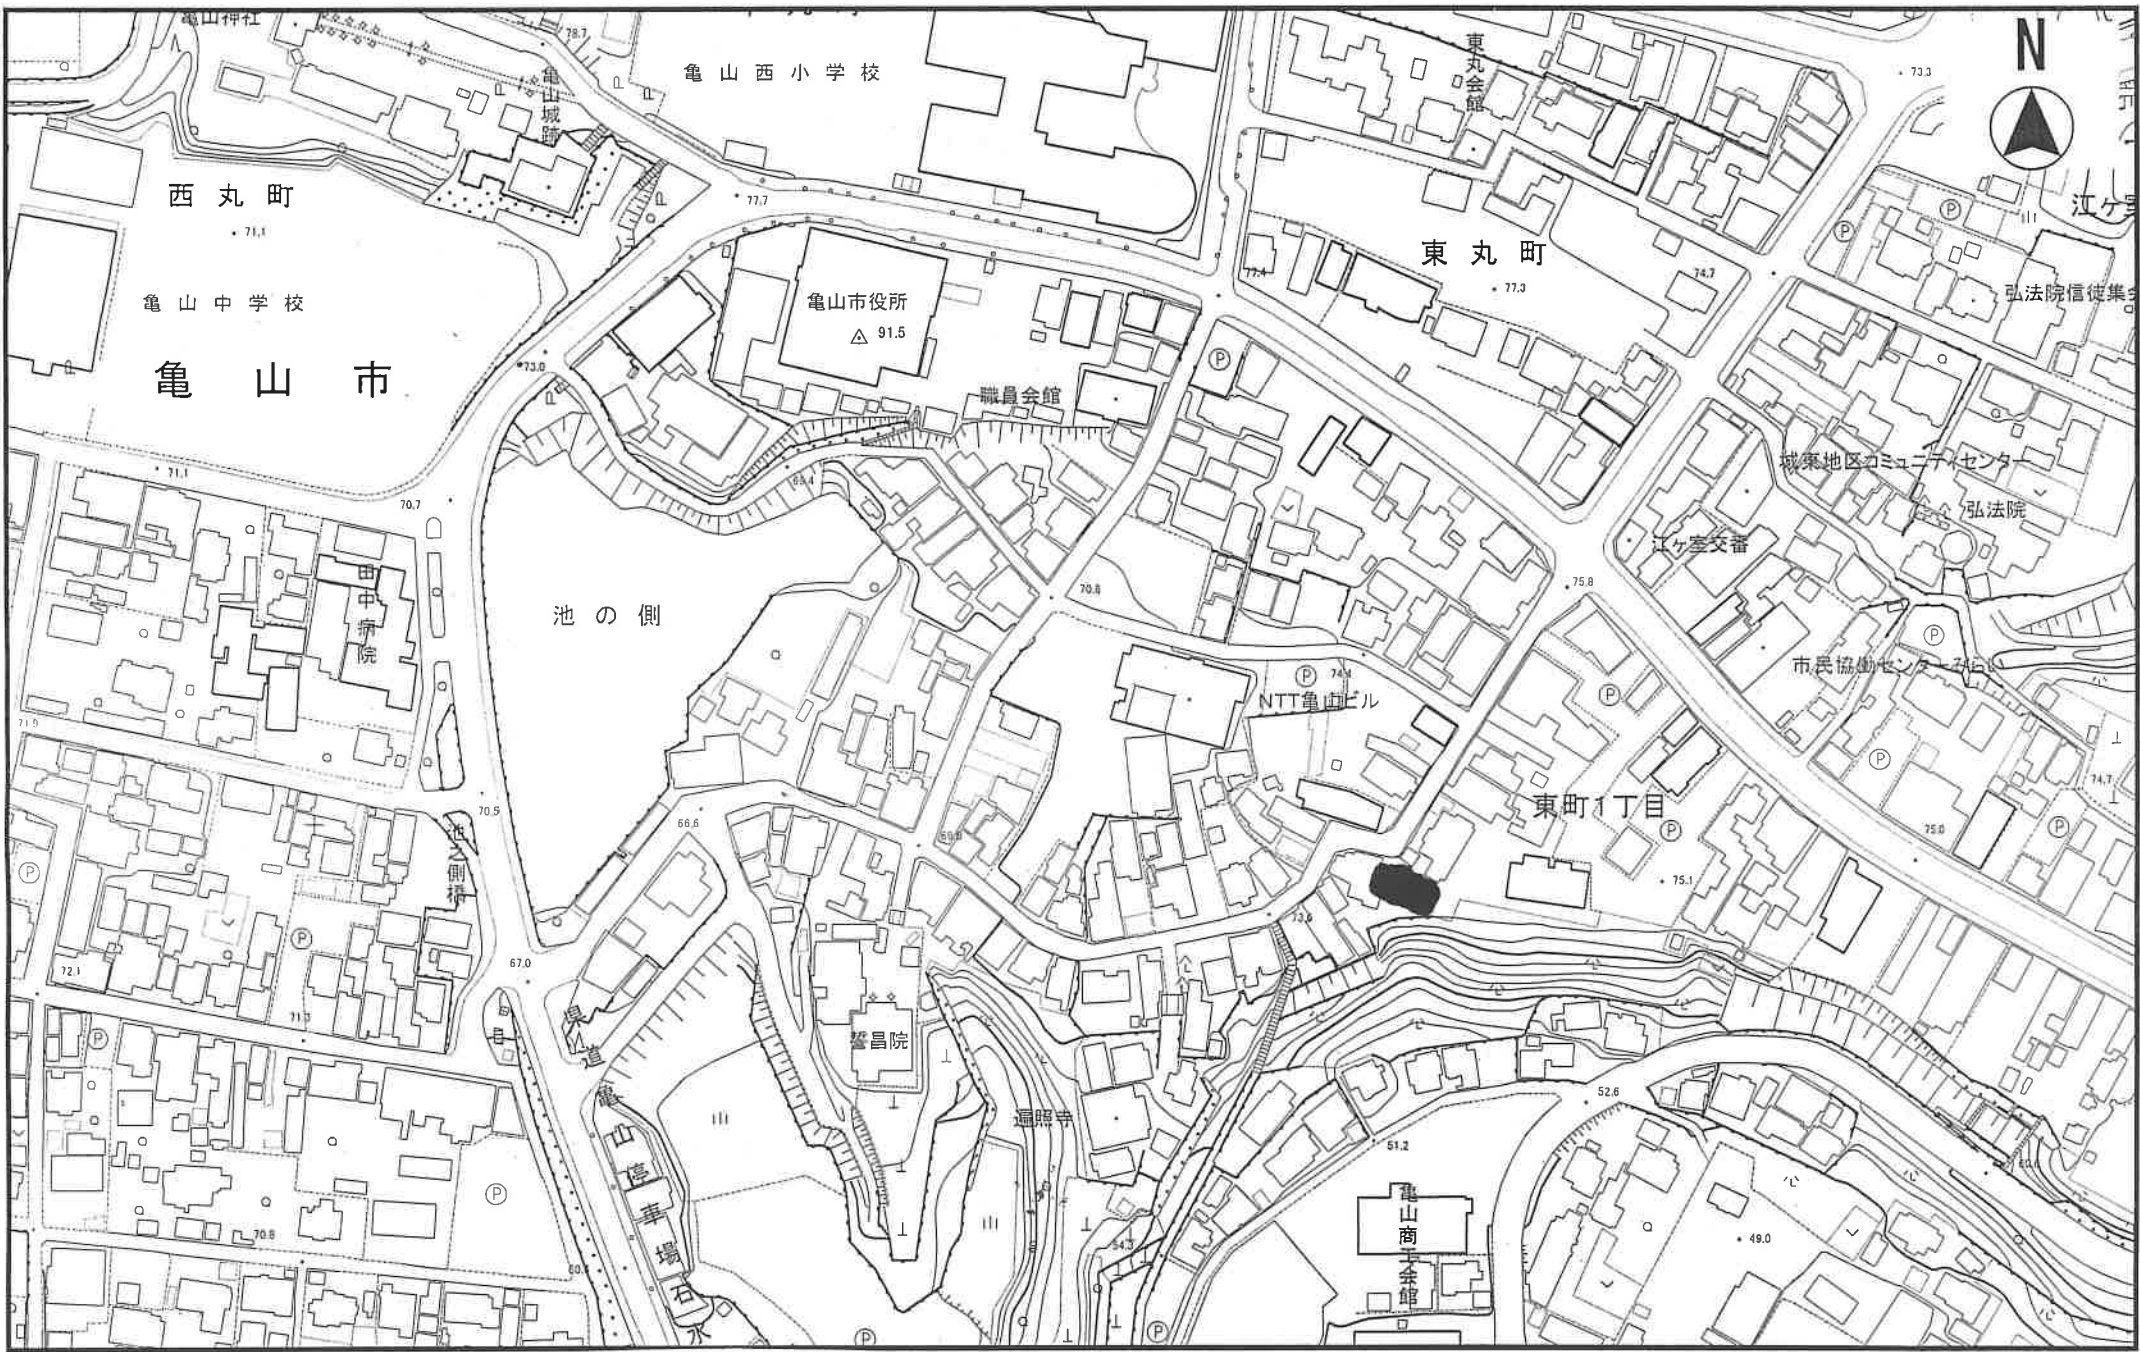 亀山神社
78.7
亀山城跡
亀山西小学校
東丸会館
73.3
N
西丸町
71.1
77.7
江ヶ室
亀山中学校
亀山市役所
91.5
東丸町
77.4
77.3
74.7
弘法院信徒集会
亀山市
73.0
職員会館
P
71.1
70.7
69.4
城東地区コミュニティセンター
弘法院
江ヶ室交番
田中病院
池の側
70.8
75.8
P
市民協働センターみらい
P
74.1
NTT亀山ビル
P
P
70.5
池之側橋
66.6
69.9
東町1丁目
P
75.0
74.7
P
P
P
75.1
73.6
72.1
67.0
71.3
P
県道亀山停車場石水
誓昌院
遍照寺
52.6
51.2
P
70.8
54.3
亀山商工会館
49.0
P
P